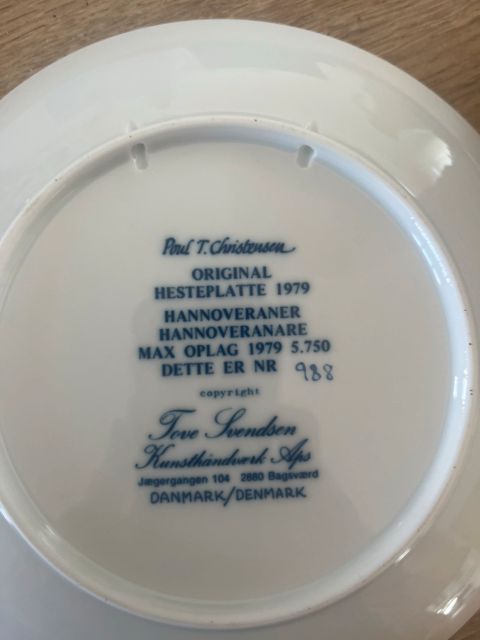 Poul T. Christensen
ORIGINAL
HESTEPLATTE 1979
HANNOVERANER
HANNOVERANARE
MAX OPLAG 1979 5.750
DETTE ER NR 988
copyright
Tove Svendsen
Kunsthåndværk Aps
Jægergangen 104 2880 Bagsværd
DANMARK/DENMARK